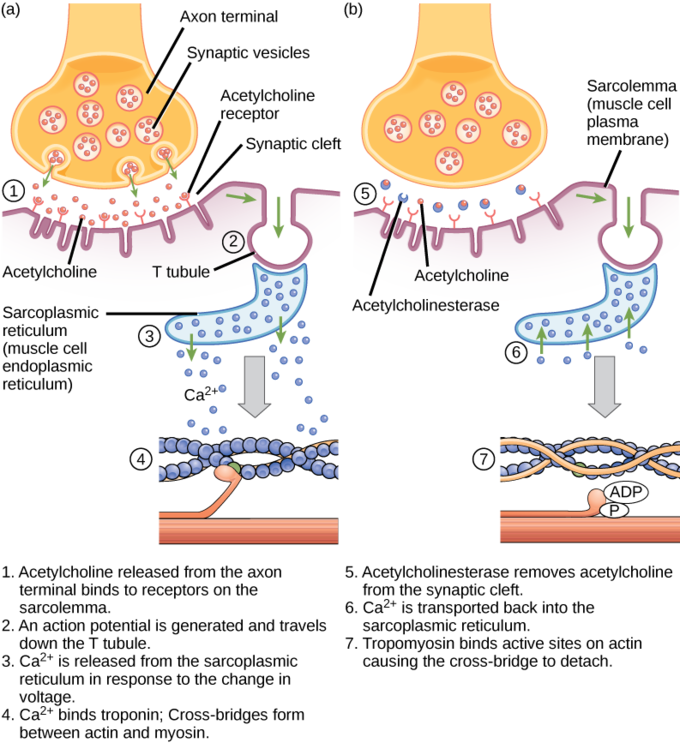 (a)
Axon terminal
Synaptic vesicles
Acetylcholine
receptor
Synaptic cleft
1
Acetylcholine
2
T tubule
Sarcoplasmic
reticulum
(muscle cell
endoplasmic
reticulum)
3
Ca2+
4
1. Acetylcholine released from the axon
terminal binds to receptors on the
sarcolemma.
2. An action potential is generated and travels
down the T tubule.
3. Ca2+ is released from the sarcoplasmic
reticulum in response to the change in
voltage.
4. Ca2+ binds troponin; Cross-bridges form
between actin and myosin.
(b)
Sarcolemma
(muscle cell
plasma
membrane)
5
Acetylcholine
Acetylcholinesterase
6
7
ADP
P
5. Acetylcholinesterase removes acetylcholine
from the synaptic cleft.
6. Ca2+ is transported back into the
sarcoplasmic reticulum.
7. Tropomyosin binds active sites on actin
causing the cross-bridge to detach.